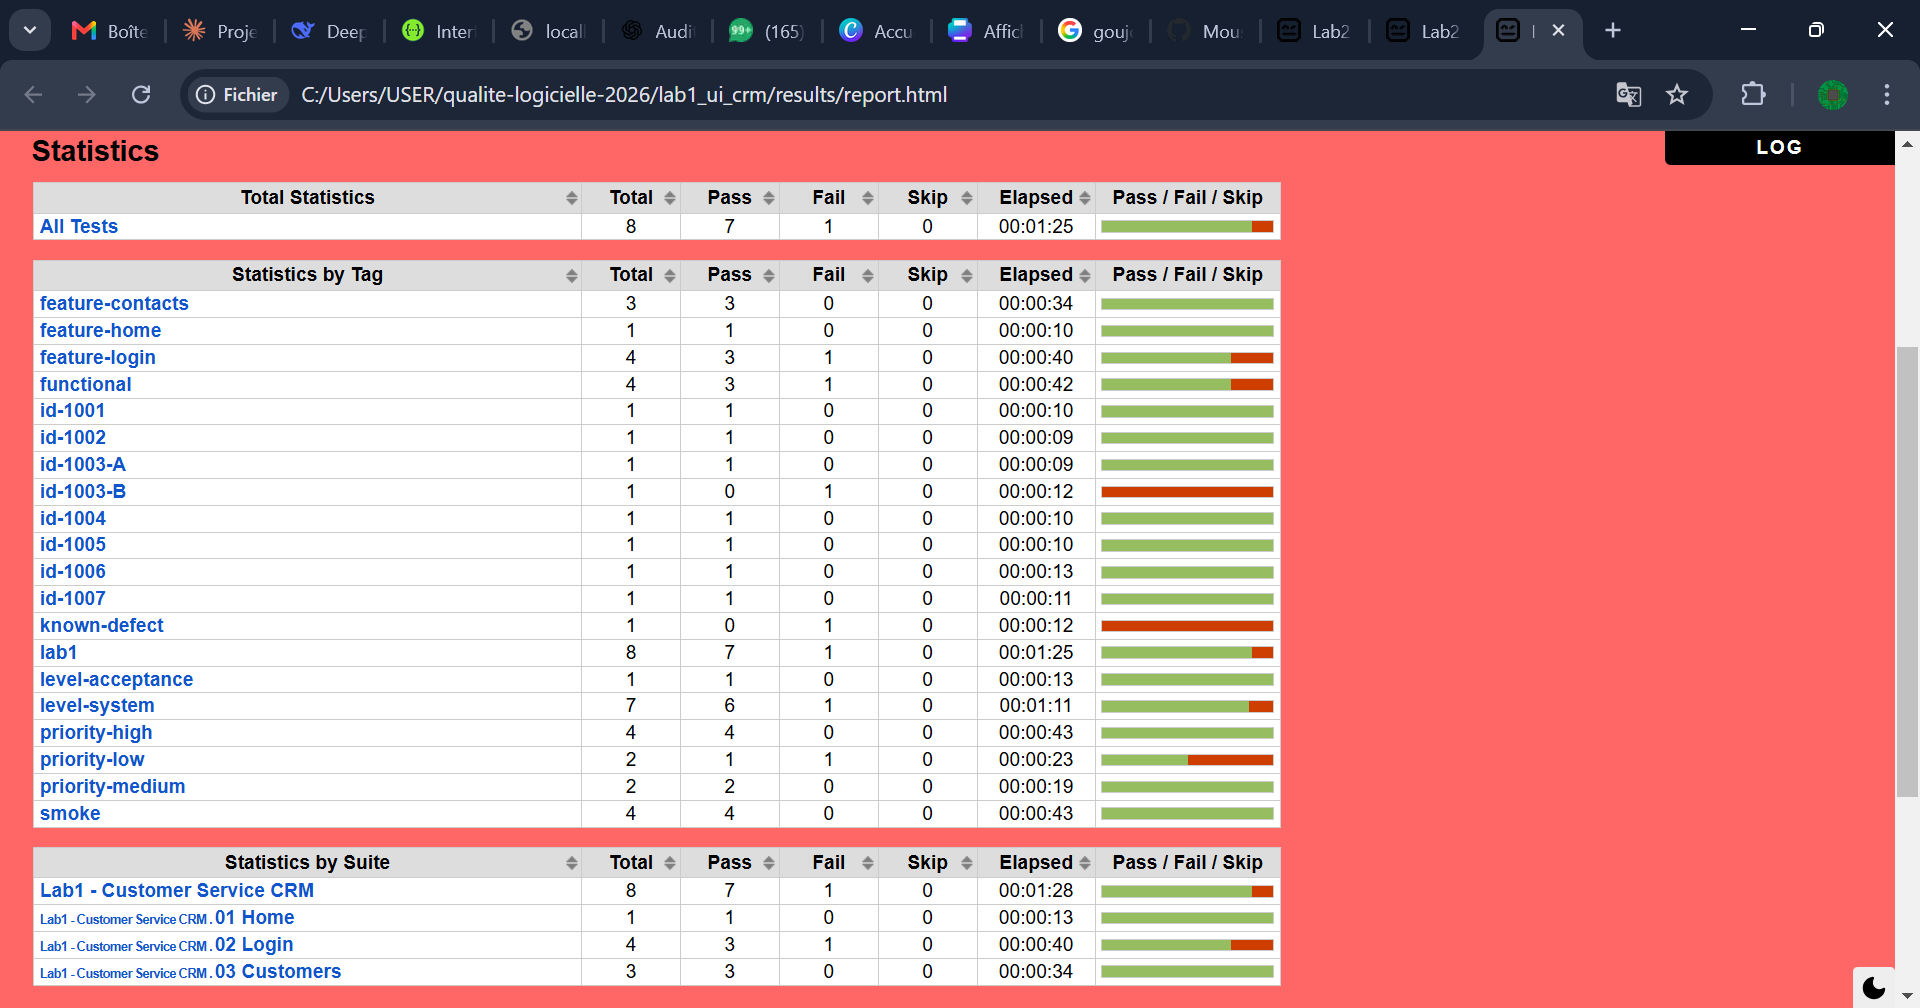 Boîte Proje Deep Inter locall Audi 99+ (165) Accu Affich gouj Mou Lab2 Lab2
Fichier C:/Users/USER/qualite-logicielle-2026/lab1_ui_crm/results/report.html
Statistics LOG
Total Statistics Total Pass Fail Skip Elapsed Pass / Fail / Skip
All Tests 8 7 1 0 00:01:25
Statistics by Tag Total Pass Fail Skip Elapsed Pass / Fail / Skip
feature-contacts 3 3 0 0 00:00:34
feature-home 1 1 0 0 00:00:10
feature-login 4 3 1 0 00:00:40
functional 4 3 1 0 00:00:42
id-1001 1 1 0 0 00:00:10
id-1002 1 1 0 0 00:00:09
id-1003-A 1 1 0 0 00:00:09
id-1003-B 1 0 1 0 00:00:12
id-1004 1 1 0 0 00:00:10
id-1005 1 1 0 0 00:00:10
id-1006 1 1 0 0 00:00:13
id-1007 1 1 0 0 00:00:11
known-defect 1 0 1 0 00:00:12
lab1 8 7 1 0 00:01:25
level-acceptance 1 1 0 0 00:00:13
level-system 7 6 1 0 00:01:11
priority-high 4 4 0 0 00:00:43
priority-low 2 1 1 0 00:00:23
priority-medium 2 2 0 0 00:00:19
smoke 4 4 0 0 00:00:43
Statistics by Suite Total Pass Fail Skip Elapsed Pass / Fail / Skip
Lab1 - Customer Service CRM 8 7 1 0 00:01:28
Lab1 - Customer Service CRM . 01 Home 1 1 0 0 00:00:13
Lab1 - Customer Service CRM . 02 Login 4 3 1 0 00:00:40
Lab1 - Customer Service CRM . 03 Customers 3 3 0 0 00:00:34